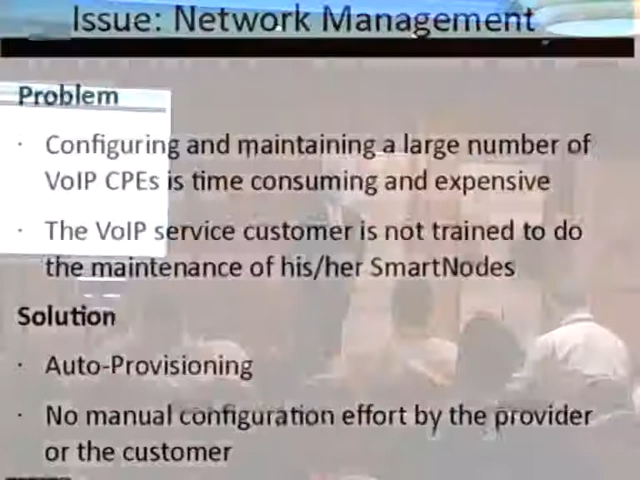 Issue: Network Management
Problem
· Configuring and maintaining a large number of
VoIP CPEs is time consuming and expensive
· The VoIP service customer is not trained to do
the maintenance of his/her SmartNodes
Solution
· Auto-Provisioning
· No manual configuration effort by the provider
or the customer